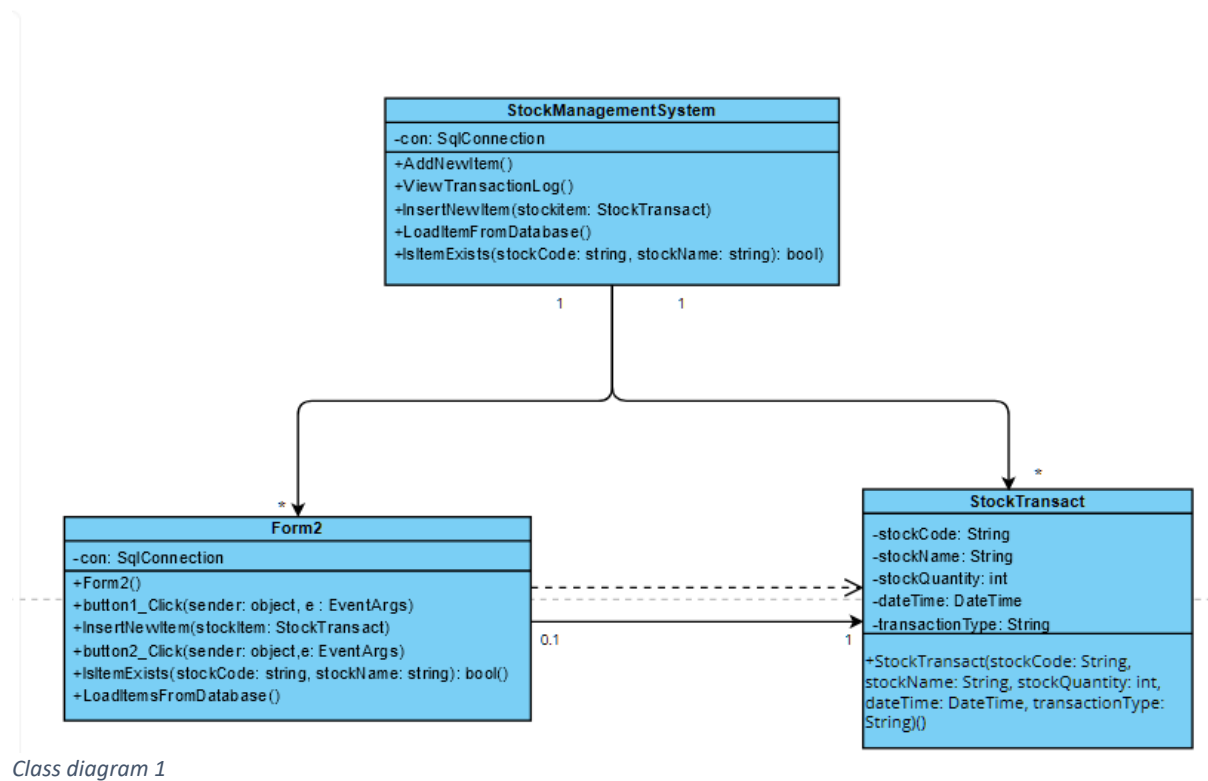 StockManagementSystem
-con: SqlConnection
+AddNewItem()
+ViewTransactionLog()
+InsertNewItem(stockitem: StockTransact)
+LoadItemFromDatabase()
+IsItemExists(stockCode: string, stockName: string): bool)
1
1
*
*
Form2
-con: SqlConnection
+Form2()
+button1_Click(sender: object, e : EventArgs)
+InsertNewItem(stockItem: StockTransact)
+button2_Click(sender: object,e: EventArgs)
+IsItemExists(stockCode: string, stockName: string): bool()
+LoadItemsFromDatabase()
0.1
1
StockTransact
-stockCode: String
-stockName: String
-stockQuantity: int
-dateTime: DateTime
-transactionType: String
+StockTransact(stockCode: String,
stockName: String, stockQuantity: int,
dateTime: DateTime, transactionType:
String)()
Class diagram 1